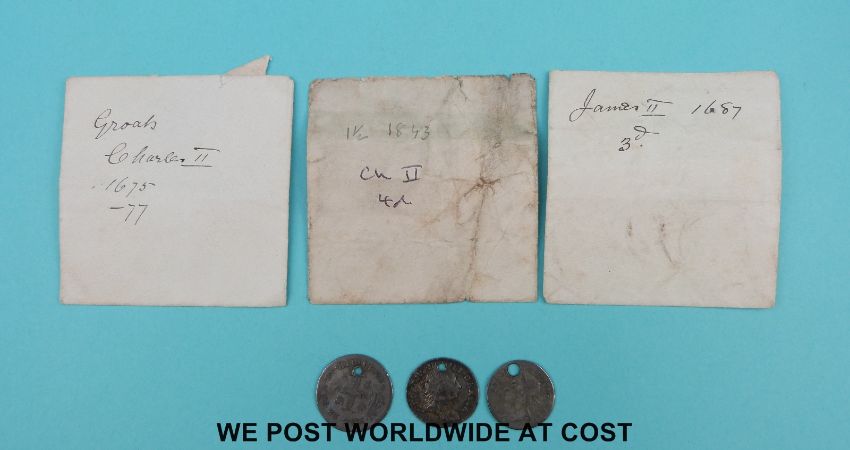 Groats
Charles II
1675
-77
1½ 1843
Ch II
4d
James II 1687
3d.
WE POST WORLDWIDE AT COST